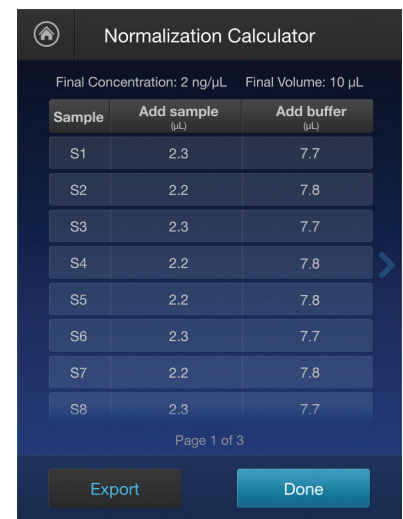 Normalization Calculator
Final Concentration: 2 ng/µL Final Volume: 10 µL
Sample Add sample Add buffer
(µL) (µL)
S1 2.3 7.7
S2 2.2 7.8
S3 2.3 7.7
S4 2.2 7.8
S5 2.2 7.8
S6 2.3 7.7
S7 2.2 7.8
S8 2.3 7.7
Page 1 of 3
Export Done